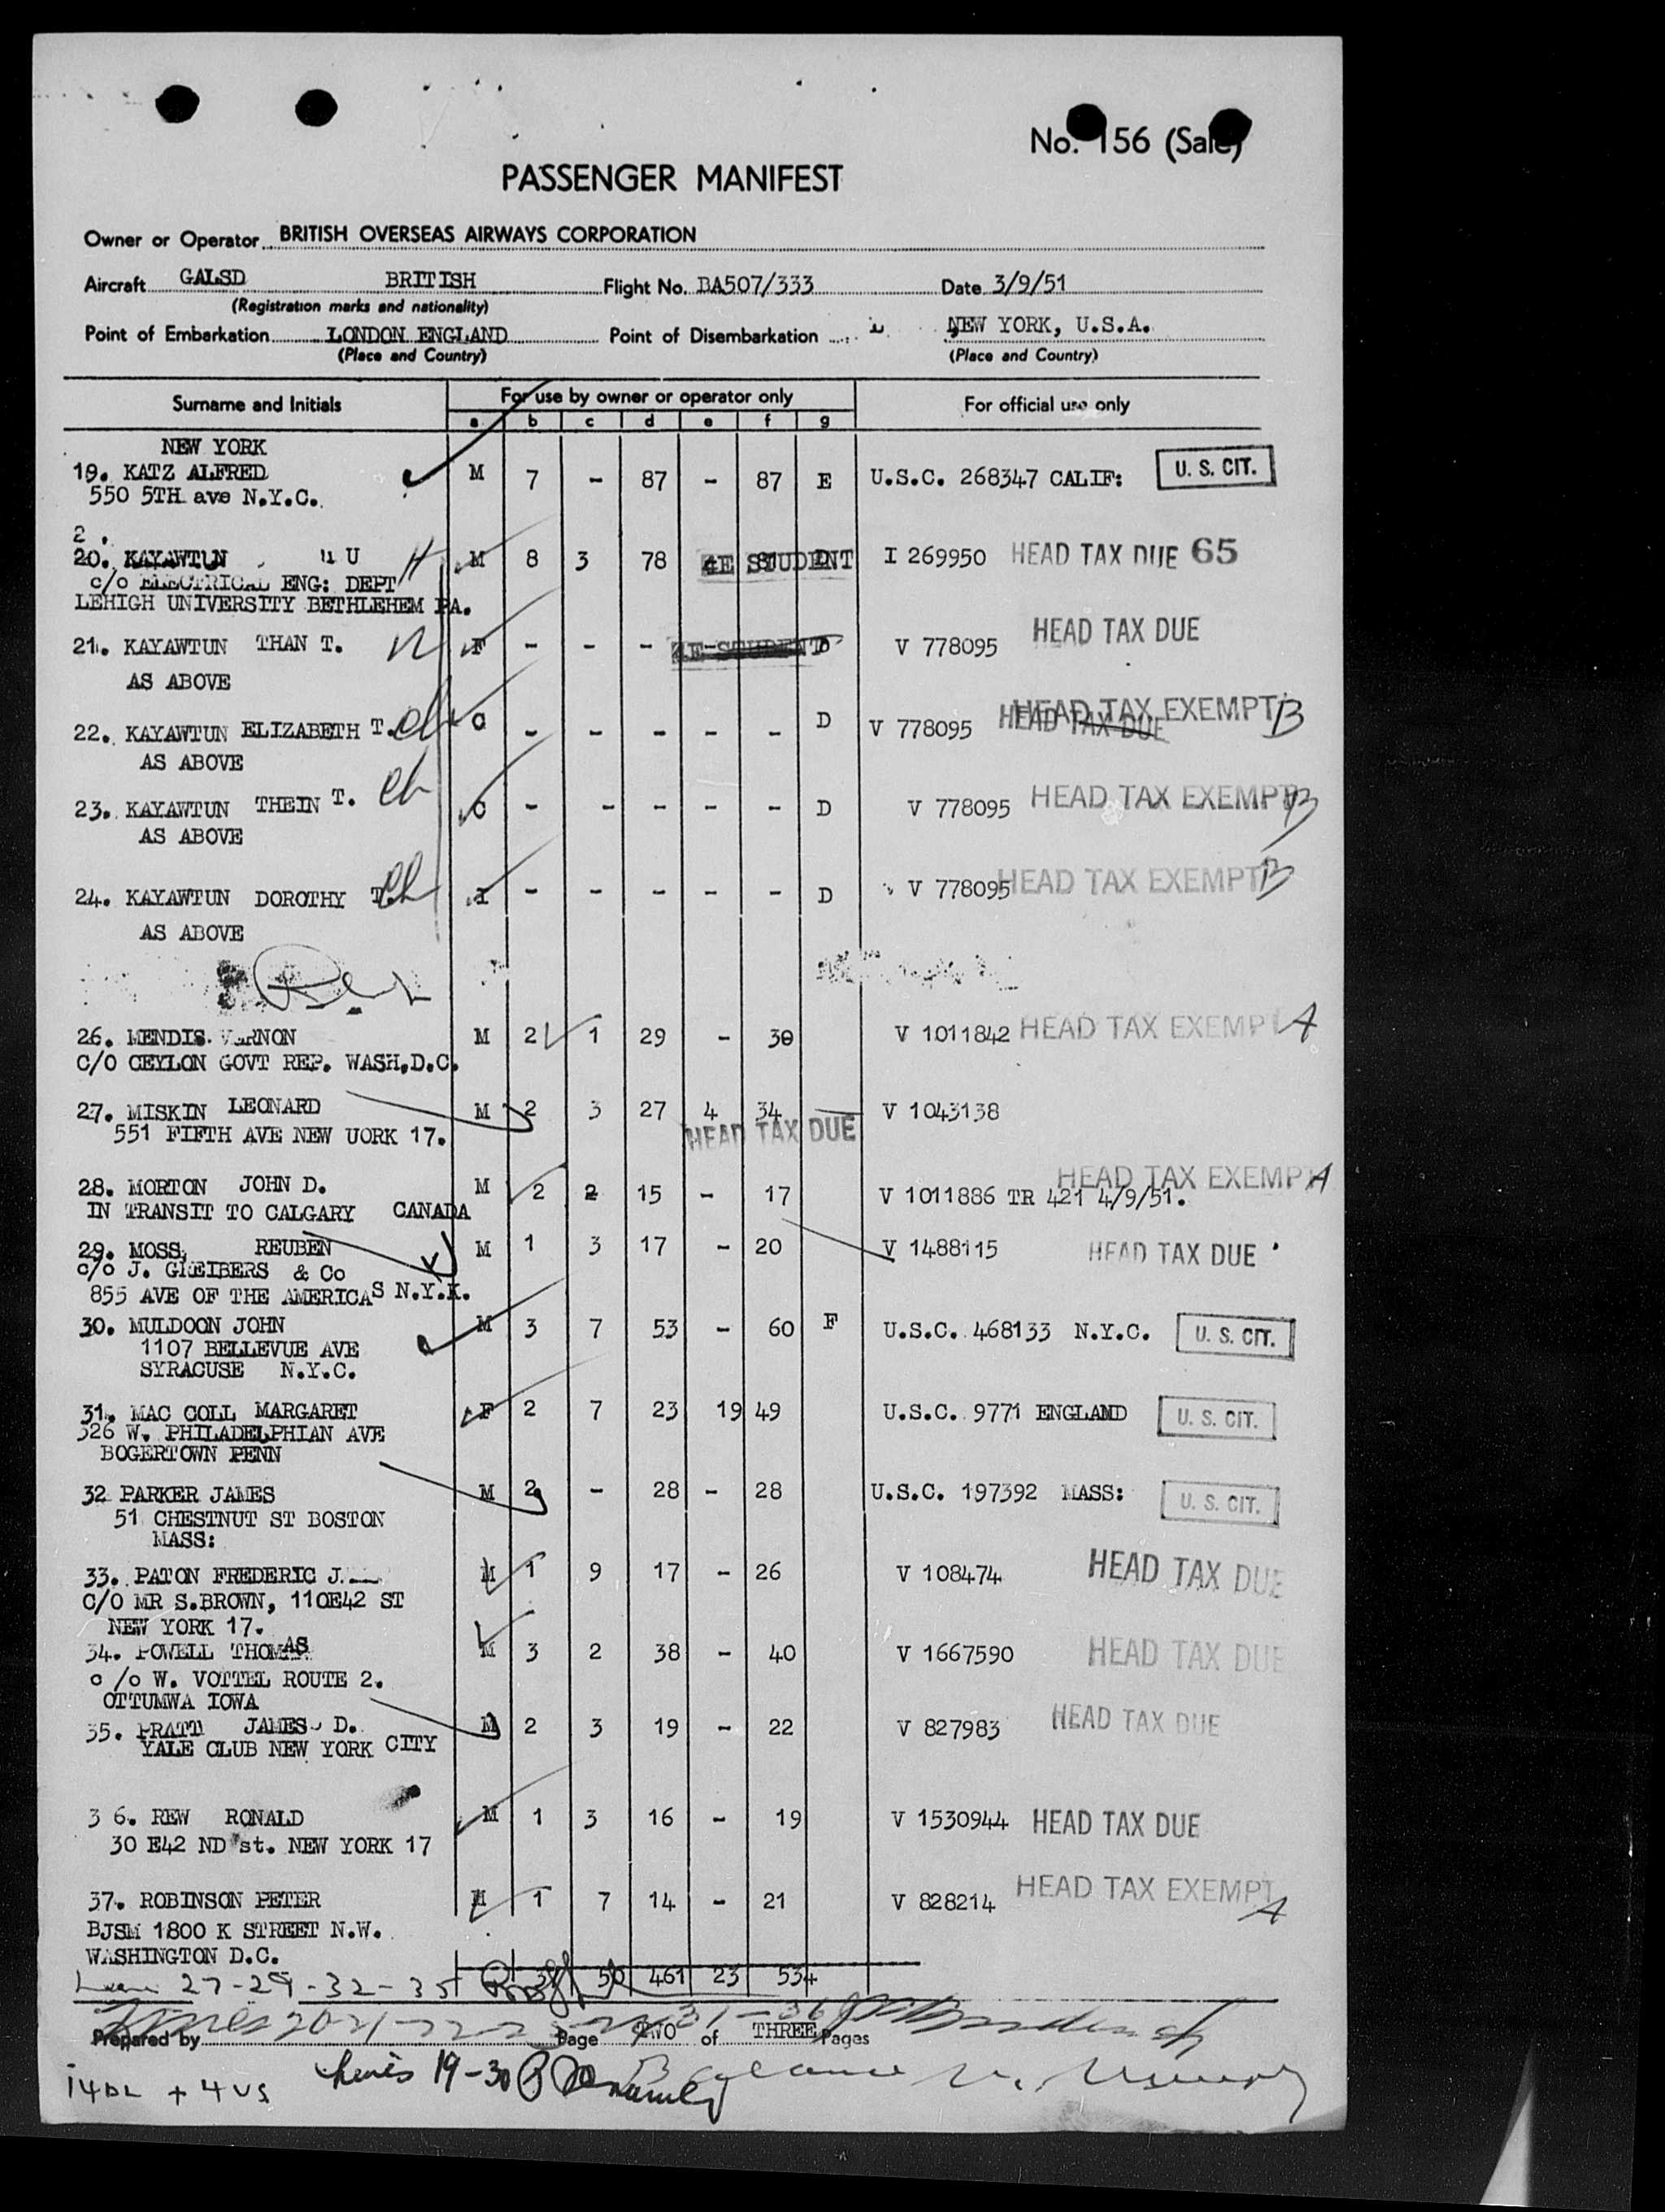 No. 156 (Sale)
PASSENGER MANIFEST
Owner or Operator BRITISH OVERSEAS AIRWAYS CORPORATION
Aircraft GALSD BRITISH Flight No. BA507/333 Date 3/9/51
(Registration marks and nationality)
Point of Embarkation LONDON ENGLAND Point of Disembarkation NEW YORK, U.S.A.
(Place and Country) (Place and Country)
Surname and Initials For use by owner or operator only For official use only
a b c d e f g
NEW YORK
19. KATZ ALFRED M 7 - 87 - 87 E U.S.C. 268347 CALIF: U. S. CIT.
550 5TH ave N.Y.C.
2 .
20. KAYAWTUN U M 8 3 78 4E STUDENT I 269950 HEAD TAX DUE 65
c/o ELECTRICAL ENG: DEPT
LEHIGH UNIVERSITY BETHLEHEM PA.
21. KAYAWTUN THAN T. F - - - 4E STUDENT V 778095 HEAD TAX DUE
AS ABOVE
22. KAYAWTUN ELIZABETH T. C - - - - - D V 778095 HEAD TAX DUE HEAD TAX EXEMPT B
AS ABOVE
23. KAYAWTUN THEIN T. C - - - - - D V 778095 HEAD TAX EXEMPT B
AS ABOVE
24. KAYAWTUN DOROTHY T. I - - - - - D V 778095 HEAD TAX EXEMPT B
AS ABOVE
26. MENDIS. VERNON M 2 1 29 - 30 V 1011842 HEAD TAX EXEMPT A
C/O CEYLON GOVT REP. WASH,D.C.
27. MISKIN LEONARD M 2 3 27 4 34 V 1043138
551 FIFTH AVE NEW UORK 17. HEAD TAX DUE
28. MORTON JOHN D. M 2 2 15 - 17 V 1011886 TR 421 4/9/51. HEAD TAX EXEMPT A
IN TRANSIT TO CALGARY CANADA
29. MOSS, REUBEN M 1 3 17 - 20 V 1488115 HEAD TAX DUE
c/o J. GREIBERS & Co
855 AVE OF THE AMERICAS N.Y.K.
30. MULDOON JOHN M 3 7 53 - 60 F U.S.C. 468133 N.Y.C. U. S. CIT.
1107 BELLEVUE AVE
SYRACUSE N.Y.C.
31. MAC COLL MARGARET F 2 7 23 19 49 U.S.C. 9771 ENGLAND U. S. CIT.
326 W. PHILADELPHIAN AVE
BOGERTOWN PENN
32 PARKER JAMES M 2 - 28 - 28 U.S.C. 197392 MASS: U. S. CIT.
51 CHESTNUT ST BOSTON
MASS:
33. PATON FREDERIC J. M 1 9 17 - 26 V 108474 HEAD TAX DUE
C/O MR S.BROWN, 110E42 ST
NEW YORK 17.
34. POWELL THOMAS M 3 2 38 - 40 V 1667590 HEAD TAX DUE
c /o W. VOTTEL ROUTE 2.
OTTUMWA IOWA
35. PRATT JAMES D. M 2 3 19 - 22 V 827983 HEAD TAX DUE
YALE CLUB NEW YORK CITY
3 6. REW RONALD M 1 3 16 - 19 V 1530944 HEAD TAX DUE
30 E42 ND st. NEW YORK 17
37. ROBINSON PETER M 1 7 14 - 21 V 828214 HEAD TAX EXEMPT A
BJSM 1800 K STREET N.W.
WASHINGTON D.C.
27-29-32-35 50 461 23 534
Prepared by Page TWO of THREE Pages
19-30
+ 4 US